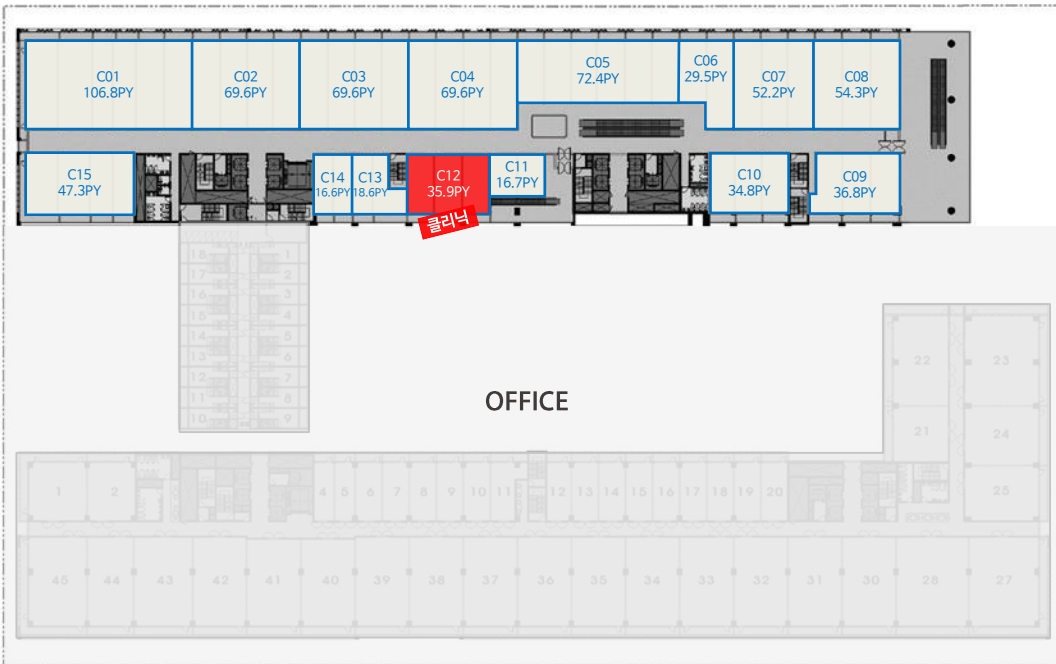 C01
106.8PY
C02
69.6PY
C03
69.6PY
C04
69.6PY
C05
72.4PY
C06
29.5PY
C07
52.2PY
C08
54.3PY
C15
47.3PY
C14
16.6PY
C13
18.6PY
C12
35.9PY
클리닉
C11
16.7PY
C10
34.8PY
C09
36.8PY
18 1
17 2
16 3
15 4
14 5
13 6
12 7
11 8
10 9
OFFICE
22 23
21 24
25
1 2 4 5 6 7 8 9 10 11 12 13 14 15 16 17 18 19 20
45 44 43 42 41 40 39 38 37 36 35 34 33 32 31 30 28 27